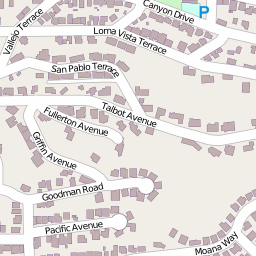 Canyon Drive
P
Vallejo Terrace
Lorna Vista Terrace
San Pablo Terrace
Talbot Avenue
Fullerton Avenue
Griffin Avenue
Goodman Road
Pacific Avenue
Moana Way